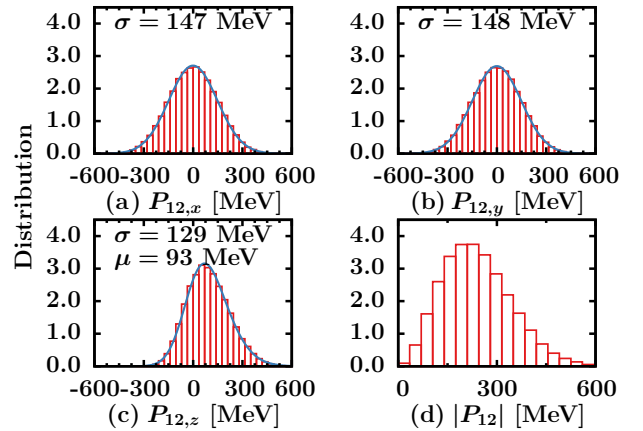 σ = 147 MeV
4.0
3.0
2.0
1.0
0.0
-600 -300 0 300 600
(a) P12,x [MeV]
σ = 148 MeV
4.0
3.0
2.0
1.0
0.0
-600 -300 0 300 600
(b) P12,y [MeV]
Distribution
σ = 129 MeV
μ = 93 MeV
4.0
3.0
2.0
1.0
0.0
-600 -300 0 300 600
(c) P12,z [MeV]
4.0
3.0
2.0
1.0
0.0
0 300 600
(d) |P12| [MeV]